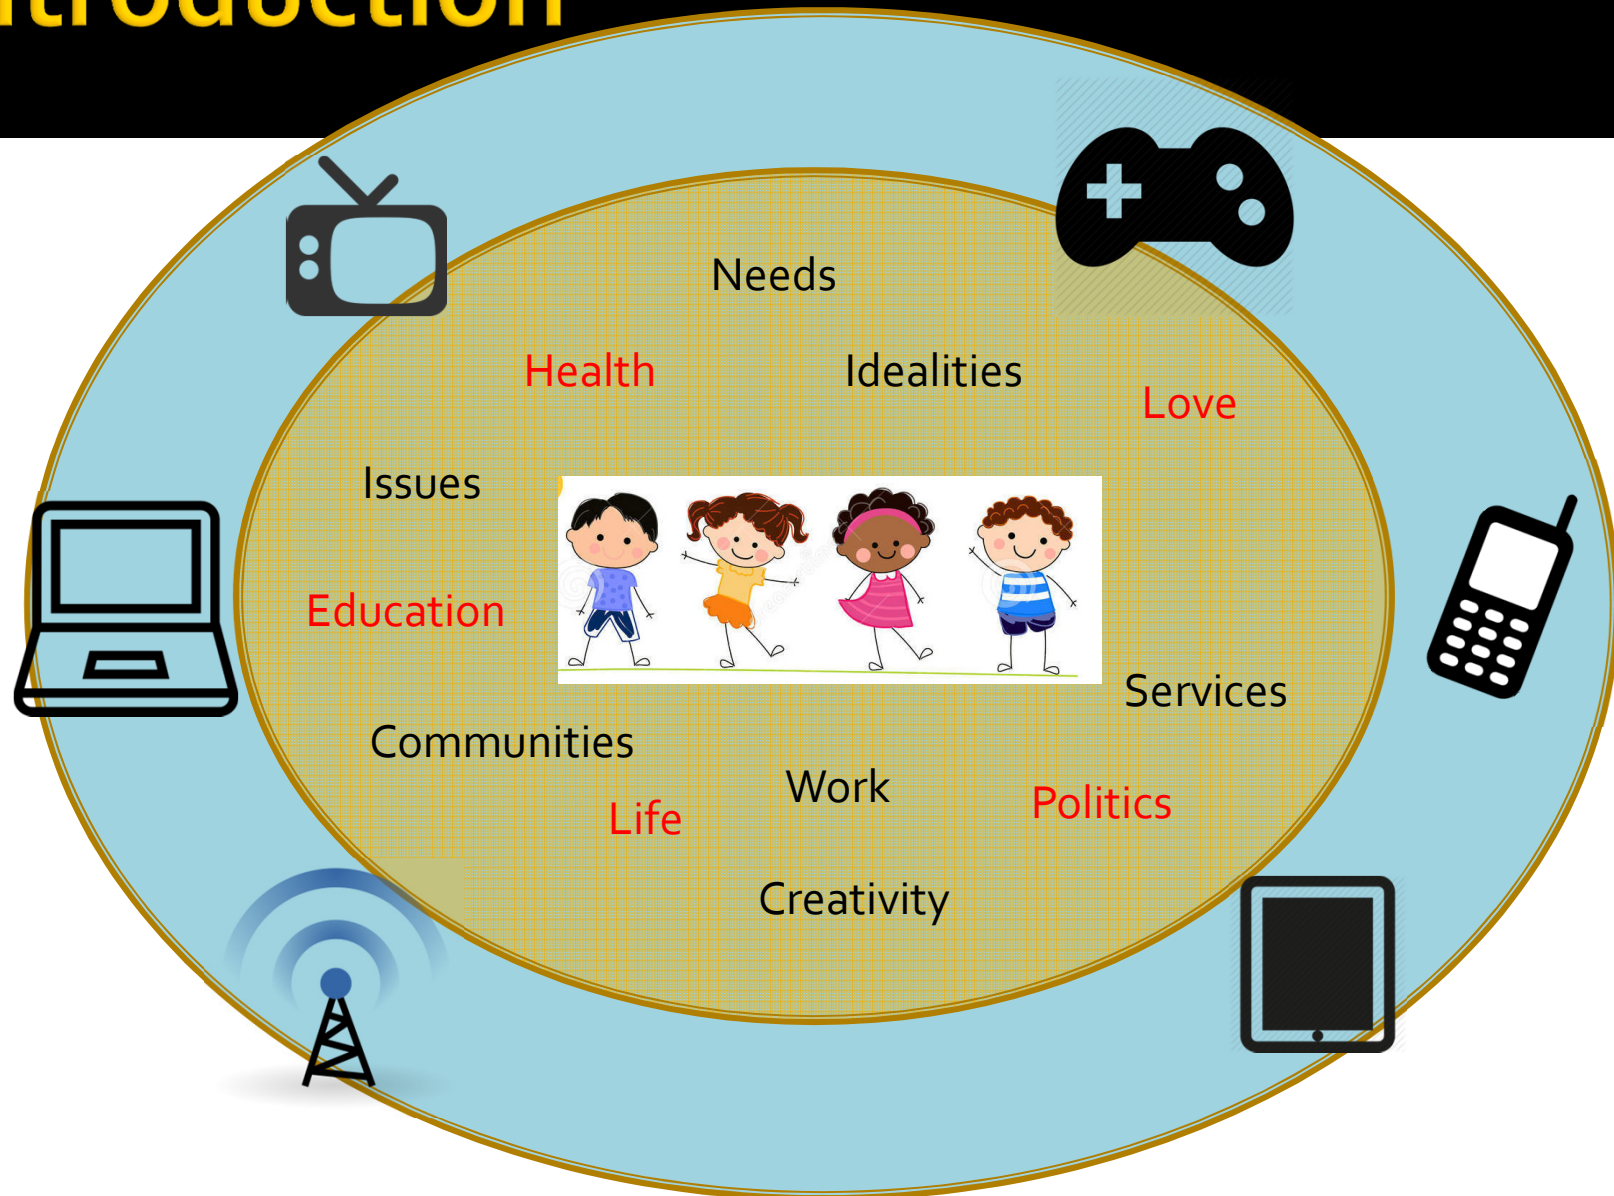 ntroduction
Needs
Health
Idealities
Love
Issues
Education
Services
Communities
Work
Politics
Life
Creativity